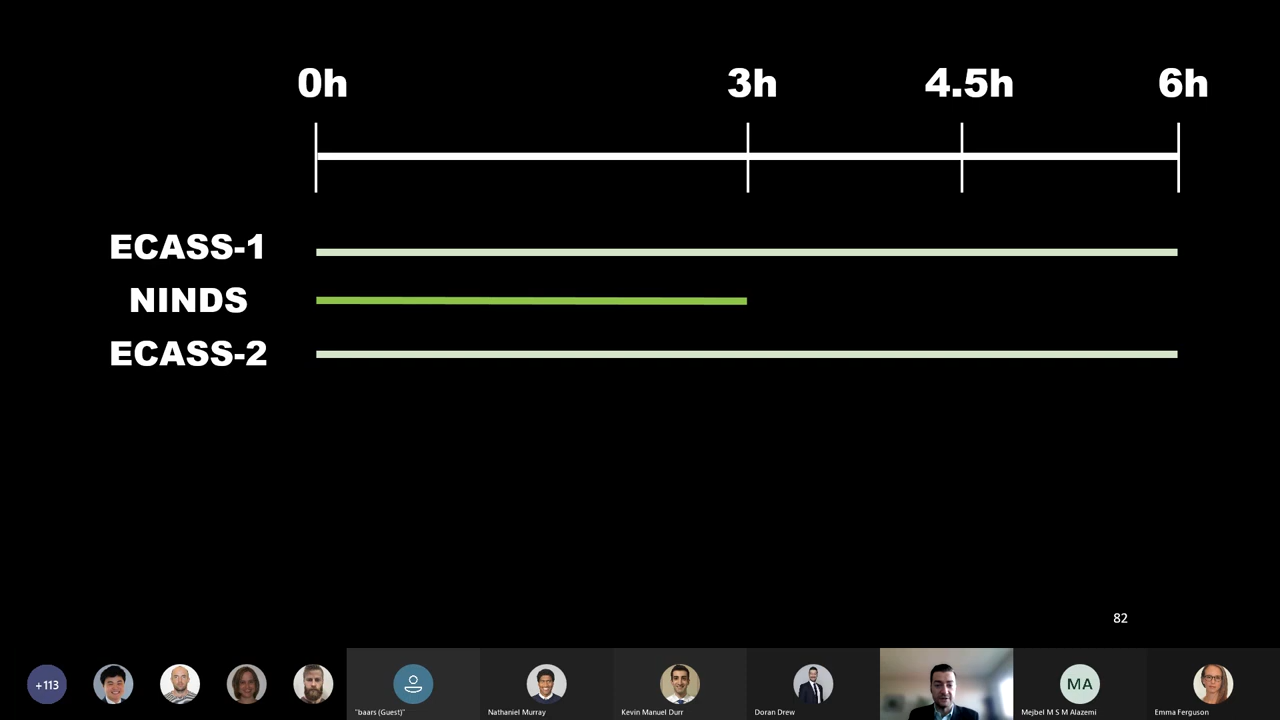 0h 3h 4.5h 6h
ECASS-1
NINDS
ECASS-2
82
+113
"baars (Guest)"
Nathaniel Murray
Kevin Manuel Durr
Doran Drew
MA
Mejbel M S M Alazemi
Emma Ferguson